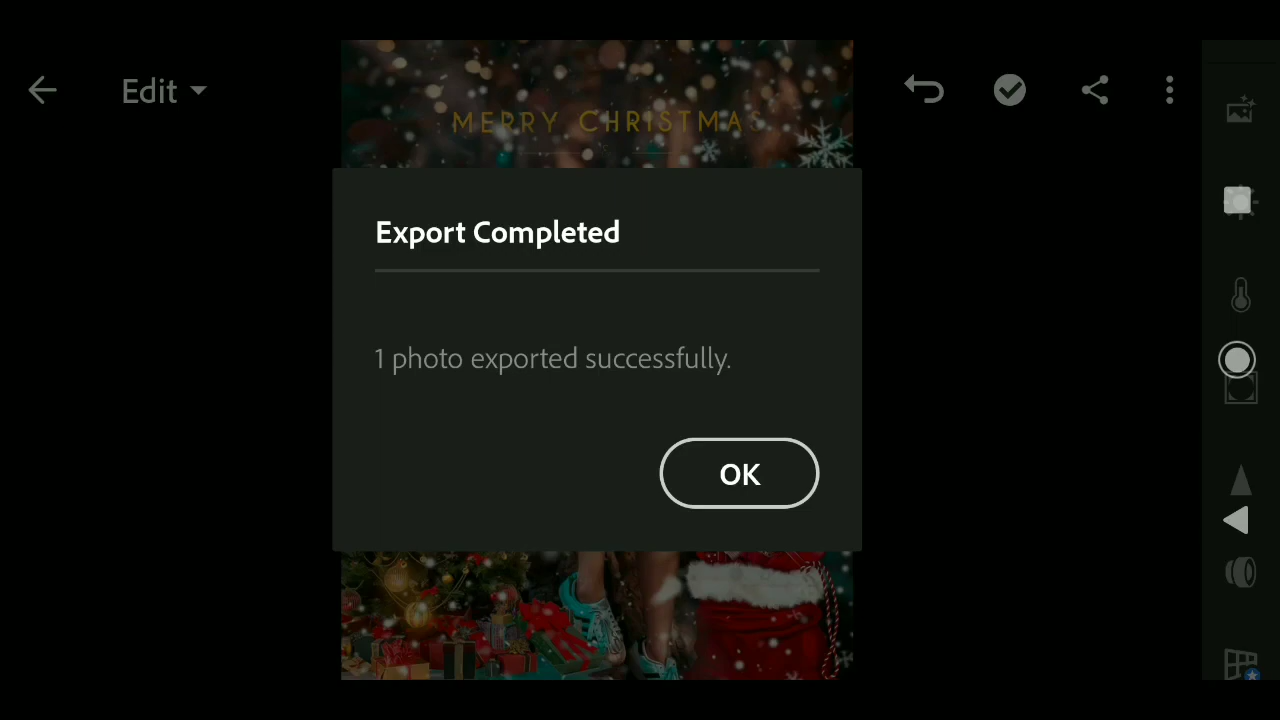 Edit
MERRY CHRISTMAS
Export Completed
1 photo exported successfully.
OK